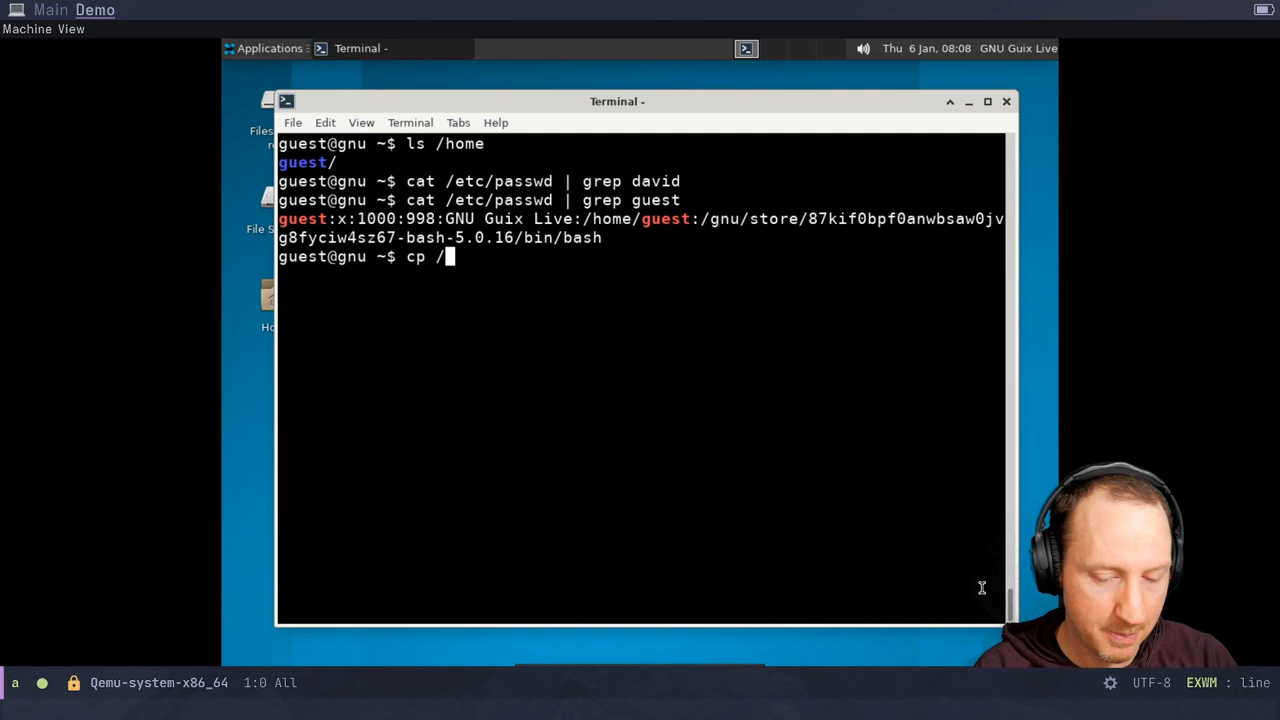 Main Demo
Machine View
Applications Terminal - Thu 6 Jan, 08:08 GNU Guix Live
Terminal -
File Edit View Terminal Tabs Help
guest@gnu ~$ ls /home
guest/
guest@gnu ~$ cat /etc/passwd | grep david
guest@gnu ~$ cat /etc/passwd | grep guest
guest:x:1000:998:GNU Guix Live:/home/guest:/gnu/store/87kif0bpf0anwbsaw0jv
g8fyciw4sz67-bash-5.0.16/bin/bash
guest@gnu ~$ cp /
Files
File S
Ho
a Qemu-system-x86_64 1:0 All UTF-8 EXWM : line